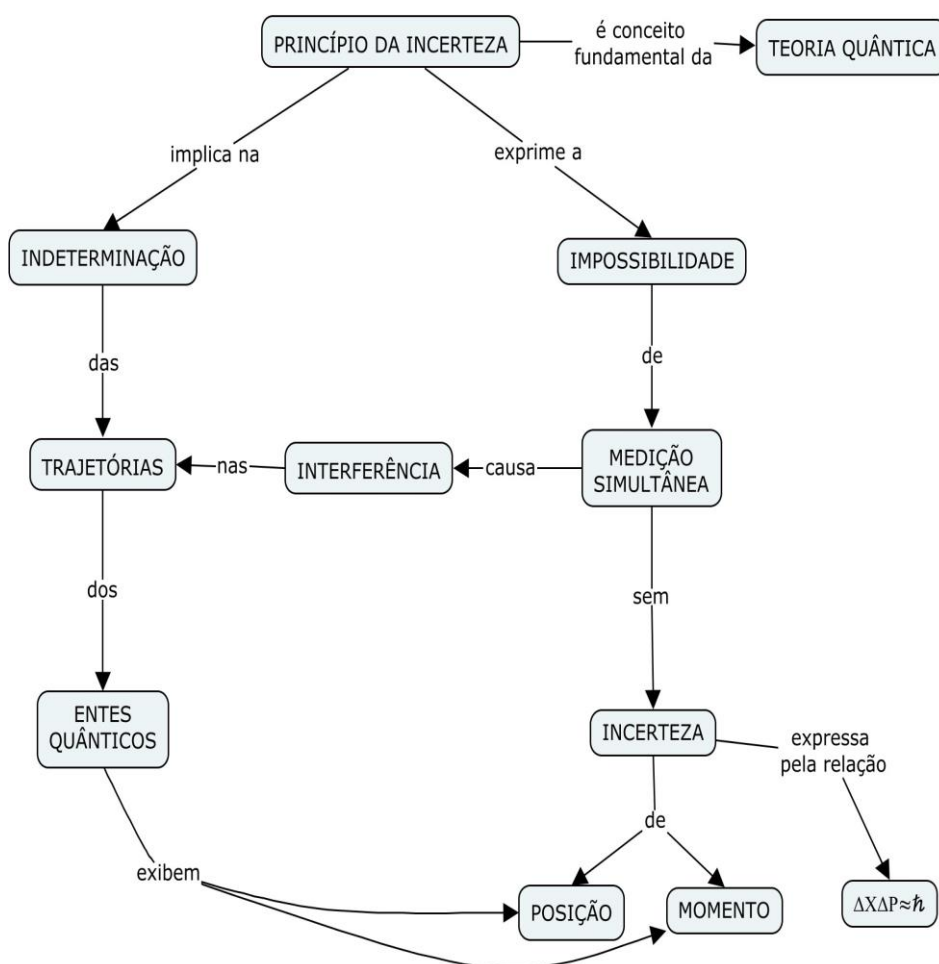 PRINCÍPIO DA INCERTEZA
é conceito
fundamental da
TEORIA QUÂNTICA
implica na
exprime a
INDETERMINAÇÃO
IMPOSSIBILIDADE
das
de
TRAJETÓRIAS
nas
INTERFERÊNCIA
causa
MEDIÇÃO
SIMULTÂNEA
dos
sem
ENTES
QUÂNTICOS
INCERTEZA
expressa
pela relação
de
exibem
POSIÇÃO
MOMENTO
ΔXΔP≈ℏ